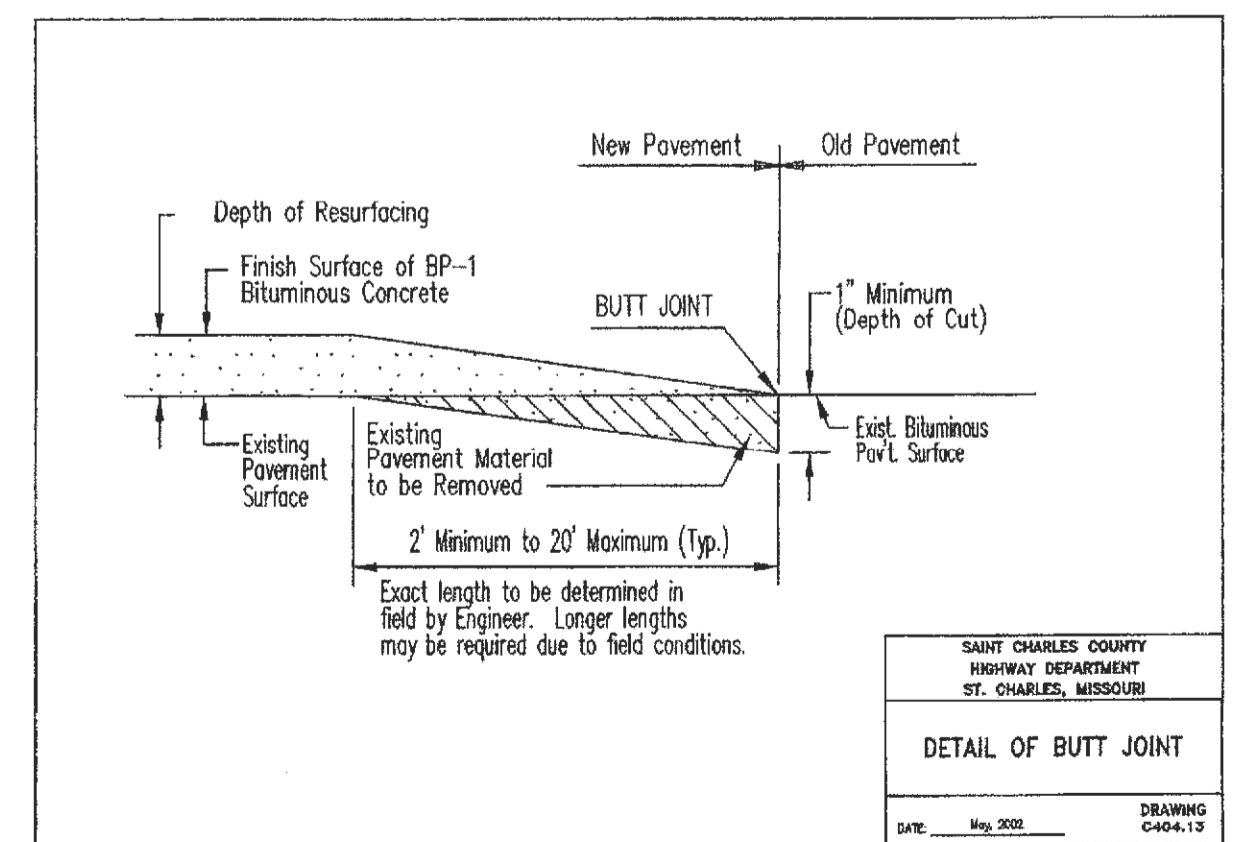 New Pavement
Old Pavement
Depth of Resurfacing
Finish Surface of BP-1
Bituminous Concrete
BUTT JOINT
1" Minimum
(Depth of Cut)
Existing
Pavement
Surface
Existing
Pavement Material
to be Removed
Exist. Bituminous
Pav't. Surface
2' Minimum to 20' Maximum (Typ.)
Exact length to be determined in
field by Engineer. Longer lengths
may be required due to field conditions.
SAINT CHARLES COUNTY
HIGHWAY DEPARTMENT
ST. CHARLES, MISSOURI
DETAIL OF BUTT JOINT
DATE: May, 2002
DRAWING
C404.13